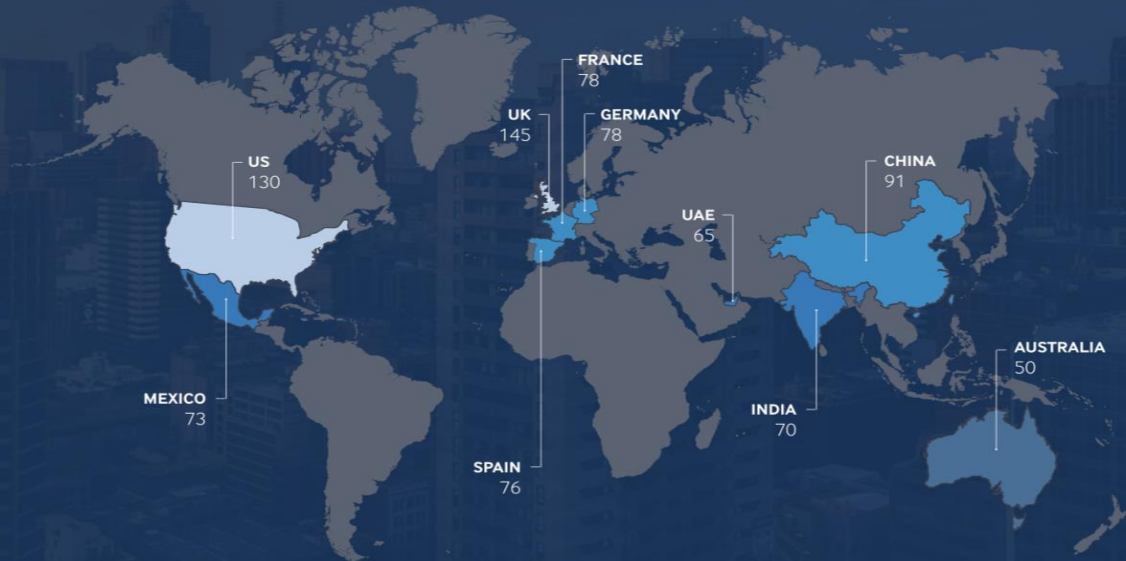 FRANCE
78
UK
145
GERMANY
78
US
130
CHINA
91
UAE
65
AUSTRALIA
50
MEXICO
73
INDIA
70
SPAIN
76